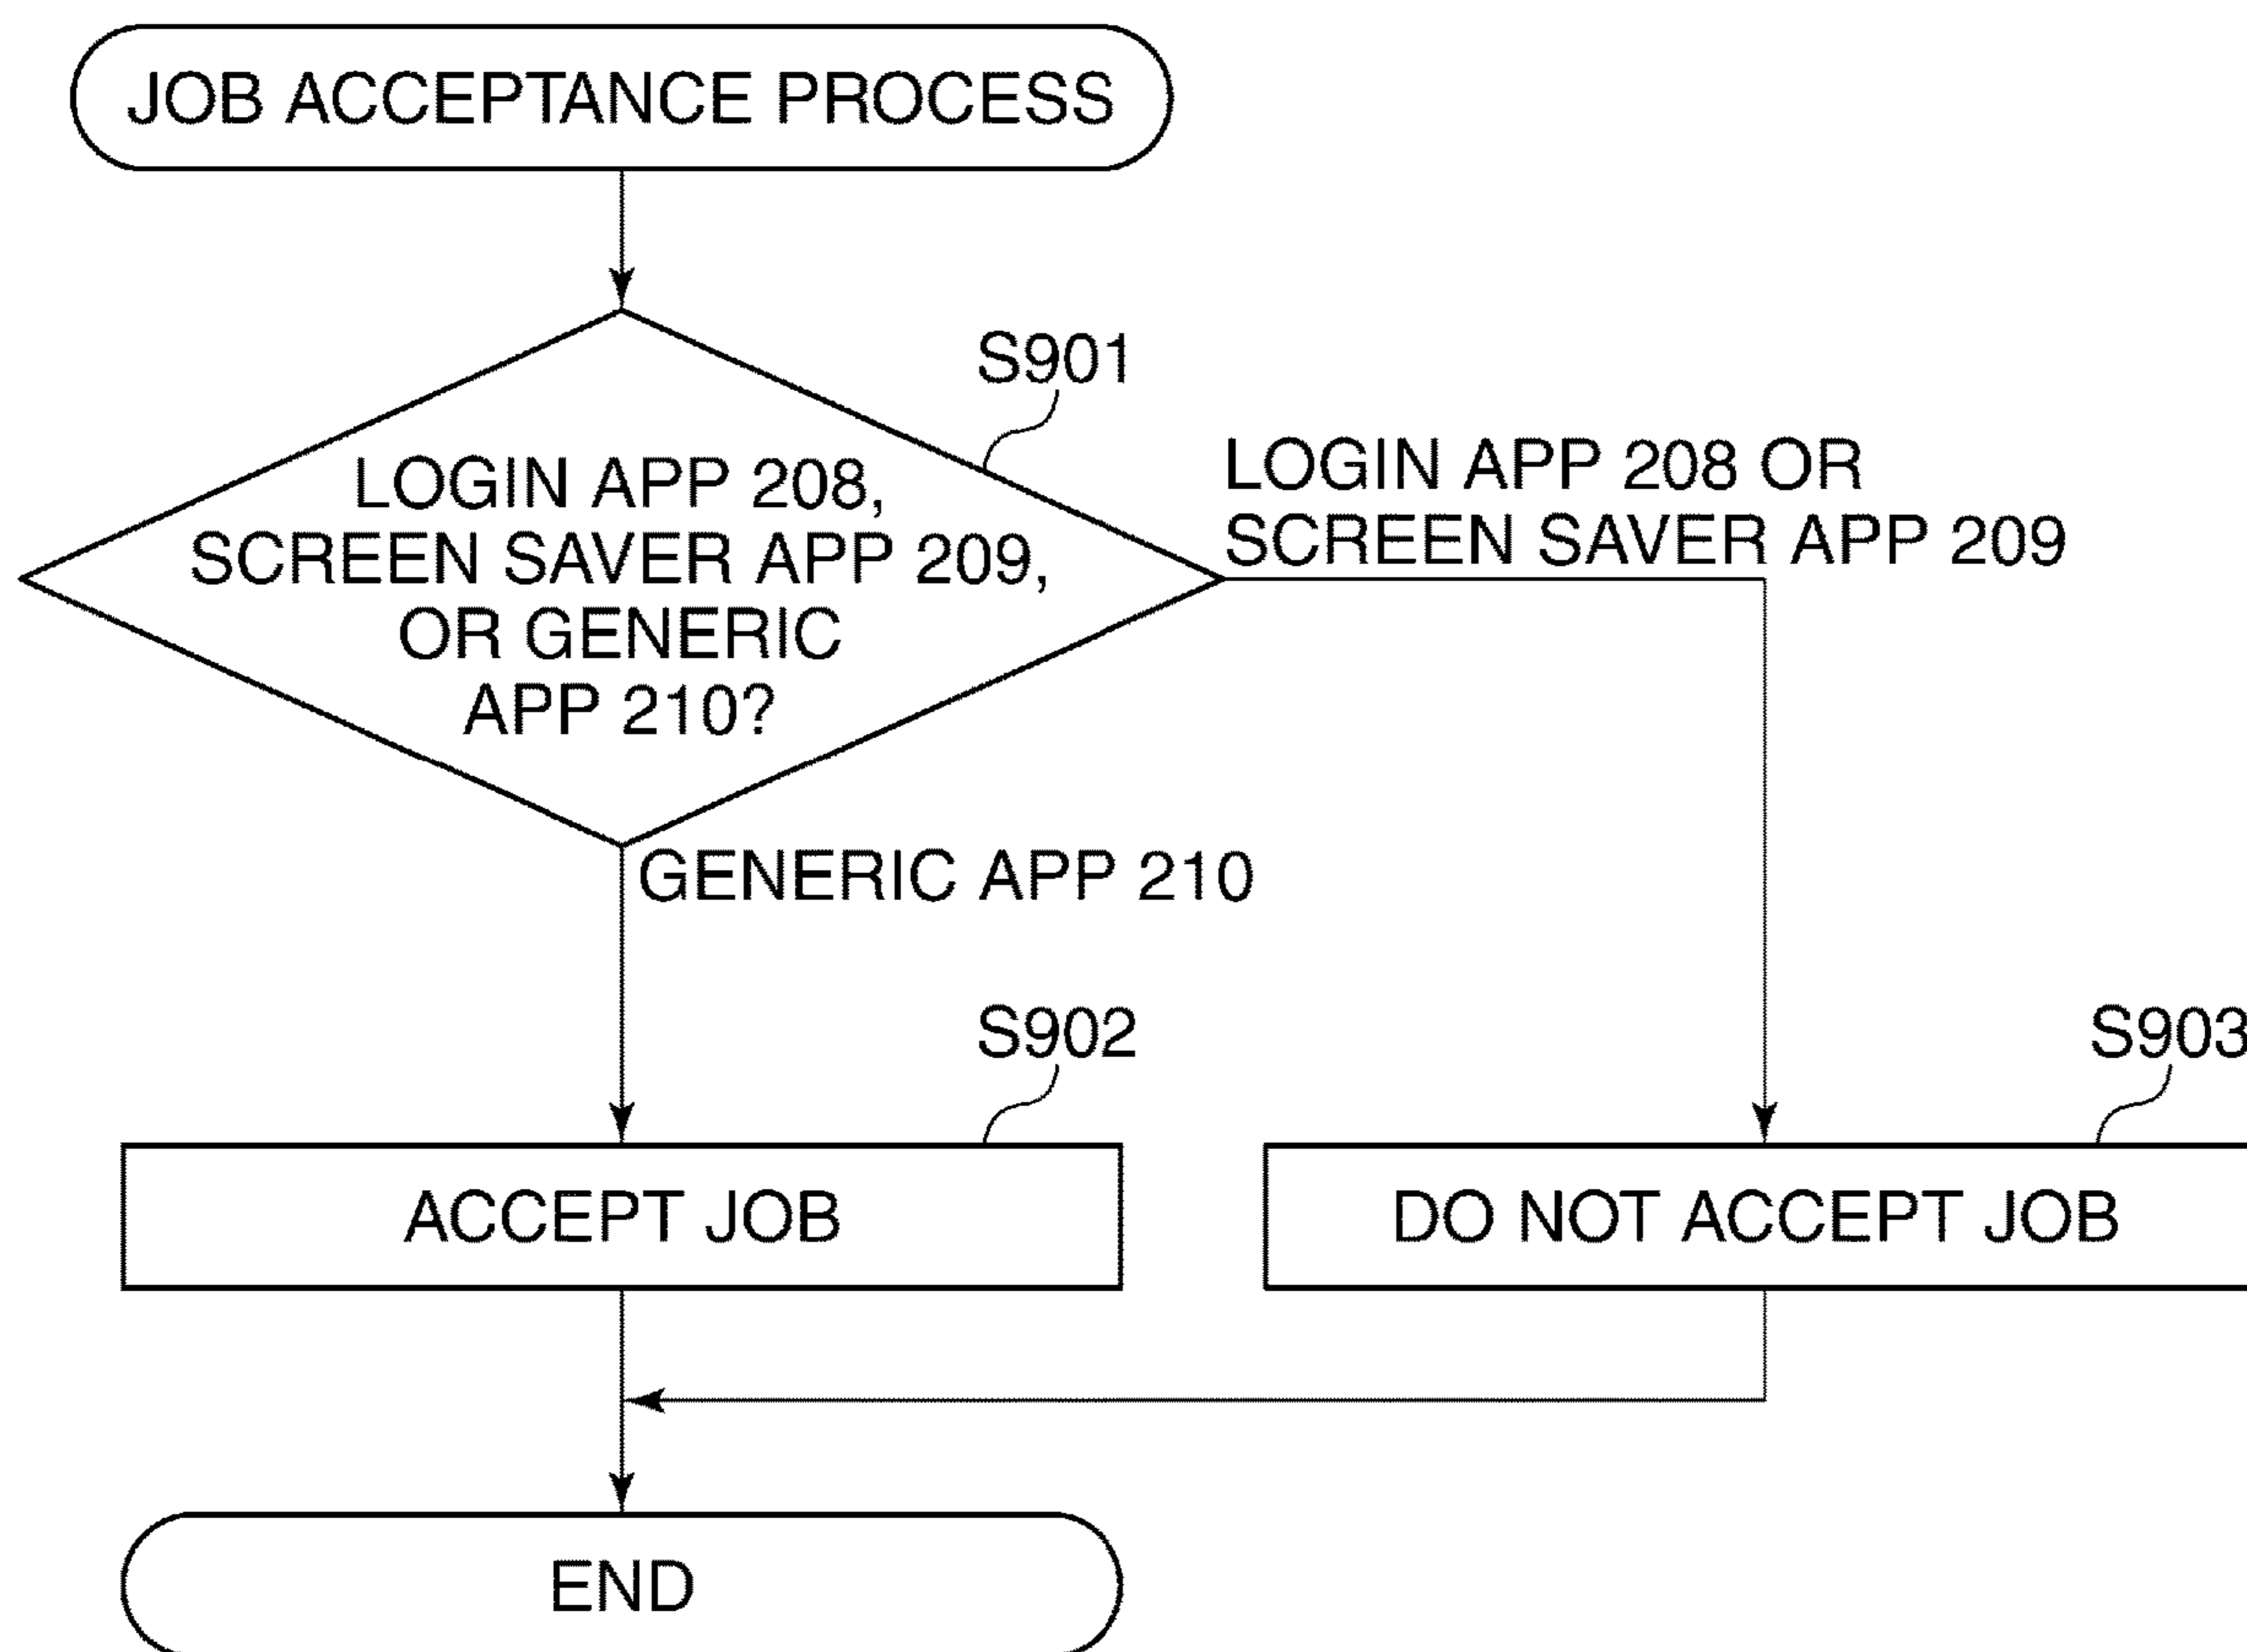 JOB ACCEPTANCE PROCESS
S901
LOGIN APP 208,
SCREEN SAVER APP 209,
OR GENERIC
APP 210?
LOGIN APP 208 OR
SCREEN SAVER APP 209
GENERIC APP 210
S902
S903
ACCEPT JOB
DO NOT ACCEPT JOB
END